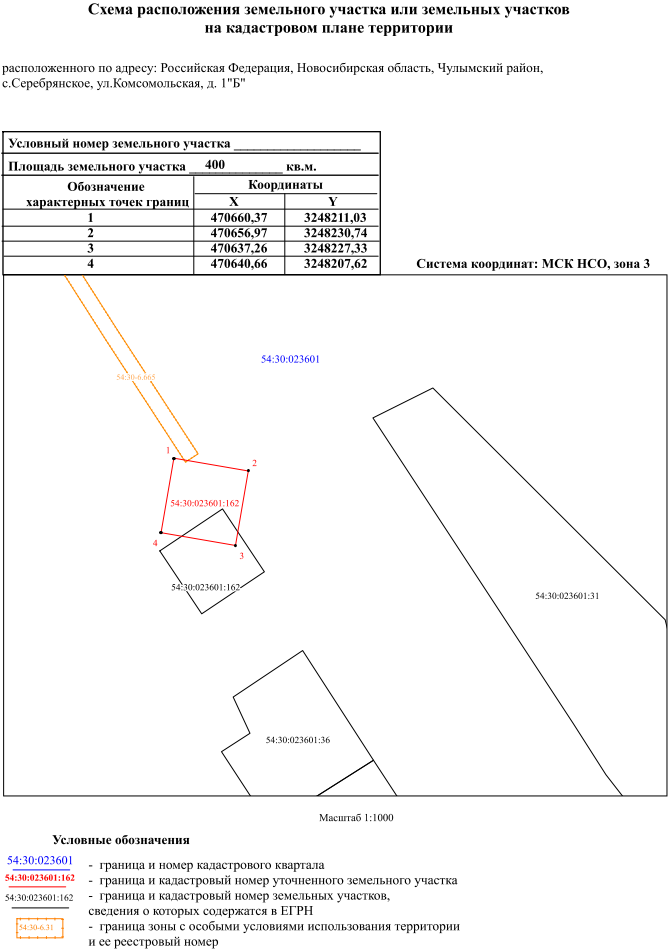 Схема расположения земельного участка или земельных участков
на кадастровом плане территории
расположенного по адресу: Российская Федерация, Новосибирская область, Чулымский район,
с.Серебрянское, ул.Комсомольская, д. 1"Б"
Условный номер земельного участка ____________________
Площадь земельного участка __400__________ кв.м.
Обозначение характерных точек границ Координаты
X Y
1 470660,37 3248211,03
2 470656,97 3248230,74
3 470637,26 3248227,33
4 470640,66 3248207,62
Система координат: МСК НСО, зона 3
54:30:023601
54:30-6.665
1
2
54:30:023601:162
4
3
54:30:023601:162
54:30:023601:31
54:30:023601:36
Масштаб 1:1000
Условные обозначения
54:30:023601 - граница и номер кадастрового квартала
54:30:023601:162 - граница и кадастровый номер уточненного земельного участка
54:30:023601:162 - граница и кадастровый номер земельных участков,
сведения о которых содержатся в ЕГРН
54:30-6.31 - граница зоны с особыми условиями использования территории
и ее реестровый номер